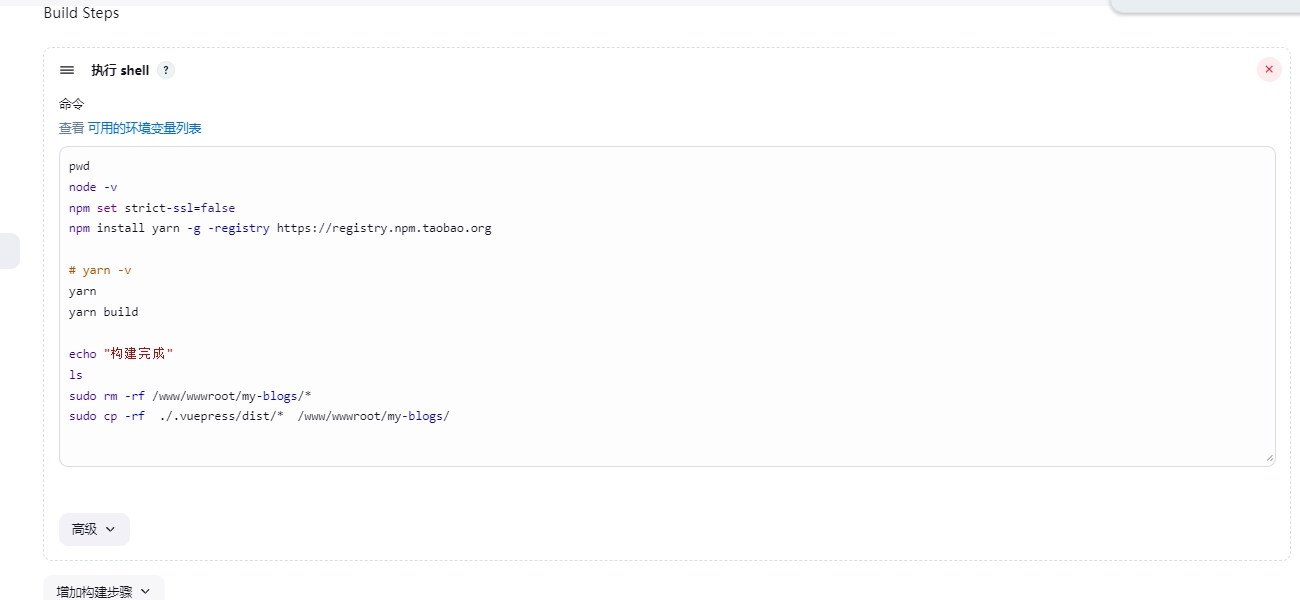 Build Steps
执行 shell ?
命令
查看 可用的环境变量列表
pwd
node -v
npm set strict-ssl=false
npm install yarn -g -registry https://registry.npm.taobao.org
# yarn -v
yarn
yarn build
echo "构建完成"
ls
sudo rm -rf /www/wwwroot/my-blogs/*
sudo cp -rf  ./.vuepress/dist/*  /www/wwwroot/my-blogs/
高级
增加构建步骤